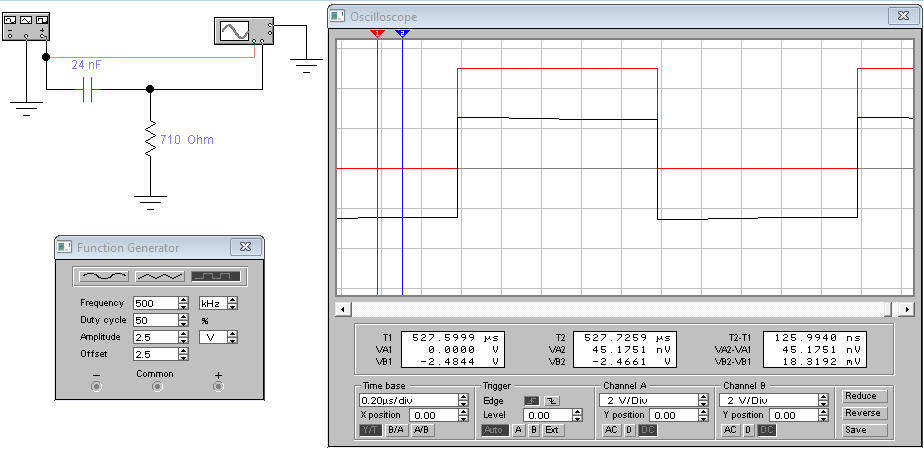 Oscilloscope
1 2
24 nF
710 Ohm
Function Generator
Frequency 500 kHz
Duty cycle 50 %
Amplitude 2.5 V
Offset 2.5
− Common +
T1 527.5999 µs
VA1 0.0000 V
VB1 -2.4844 V
T2 527.7259 µs
VA2 45.1751 nV
VB2 -2.4661 V
T2-T1 125.9940 ns
VA2-VA1 45.1751 nV
VB2-VB1 18.3192 mV
Time base
0.20µs/div
X position 0.00
Y/T B/A A/B
Trigger
Edge
Level 0.00
Auto A B Ext
Channel A
2 V/Div
Y position 0.00
AC 0 DC
Channel B
2 V/Div
Y position 0.00
AC 0 DC
Reduce
Reverse
Save